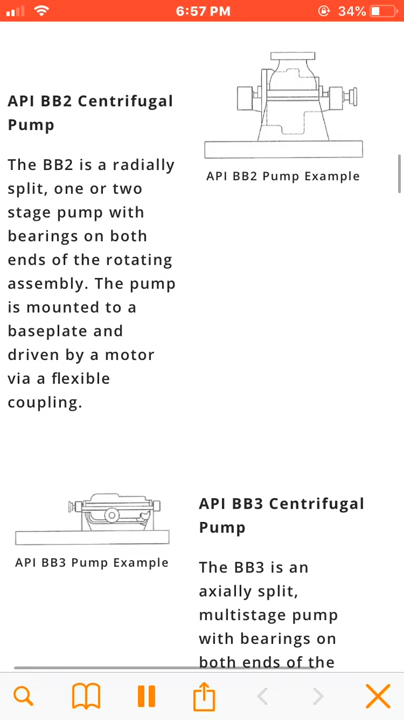 6:57 PM
34%
API BB2 Centrifugal
Pump
The BB2 is a radially
split, one or two
stage pump with
bearings on both
ends of the rotating
assembly. The pump
is mounted to a
baseplate and
driven by a motor
via a flexible
coupling.
API BB2 Pump Example
API BB3 Pump Example
API BB3 Centrifugal
Pump
The BB3 is an
axially split,
multistage pump
with bearings on
both ends of the